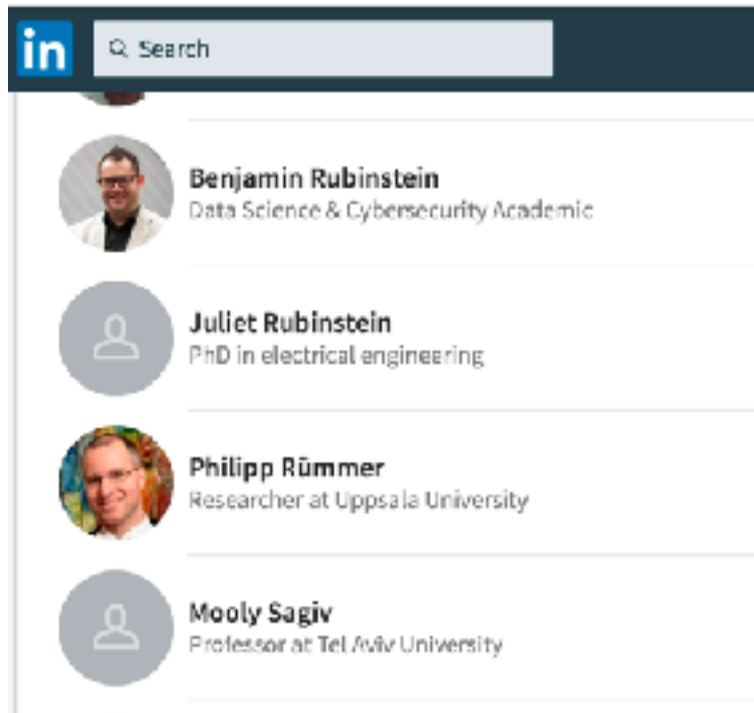 in
Search
Benjamin Rubinstein
Data Science & Cybersecurity Academic
Juliet Rubinstein
PhD in electrical engineering
Philipp Rümmer
Researcher at Uppsala University
Mooly Sagiv
Professor at Tel Aviv University